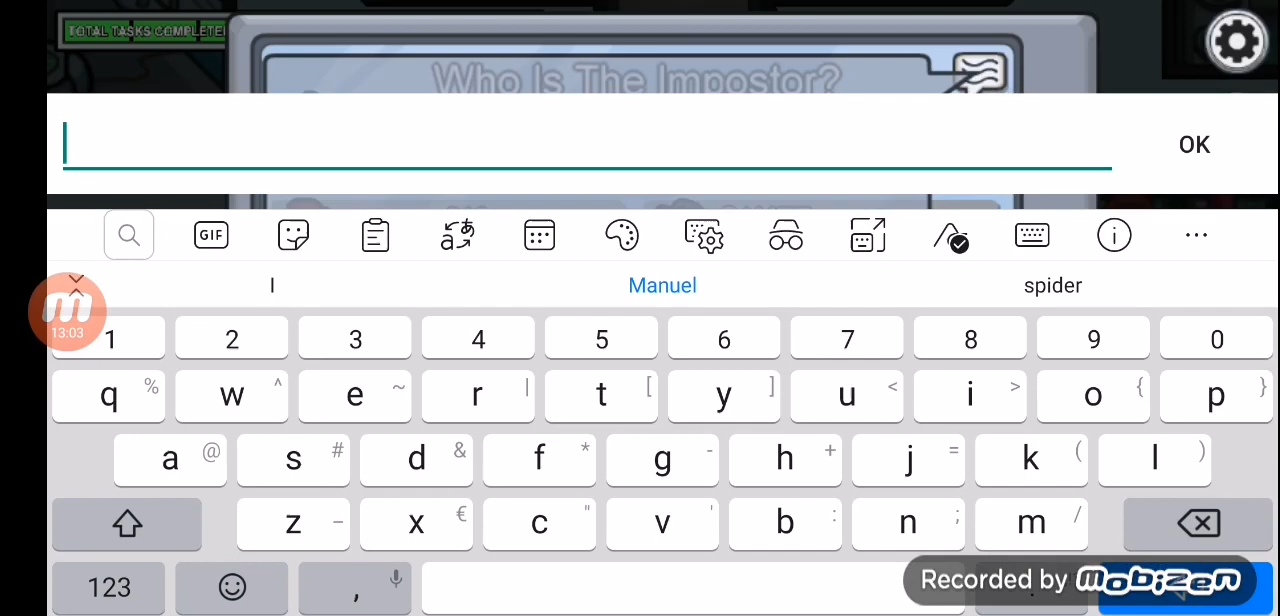 TOTAL TASKS COMPLETE
Who Is The Impostor?
OK
GIF
I Manuel spider
13:03
1 2 3 4 5 6 7 8 9 0
q % w ^ e ~ r | t [ y ] u < i > o { p }
a @ s # d & f * g - h + j = k ( l )
z _ x € c " v ' b : n ; m /
123 ,
Recorded by mobizen